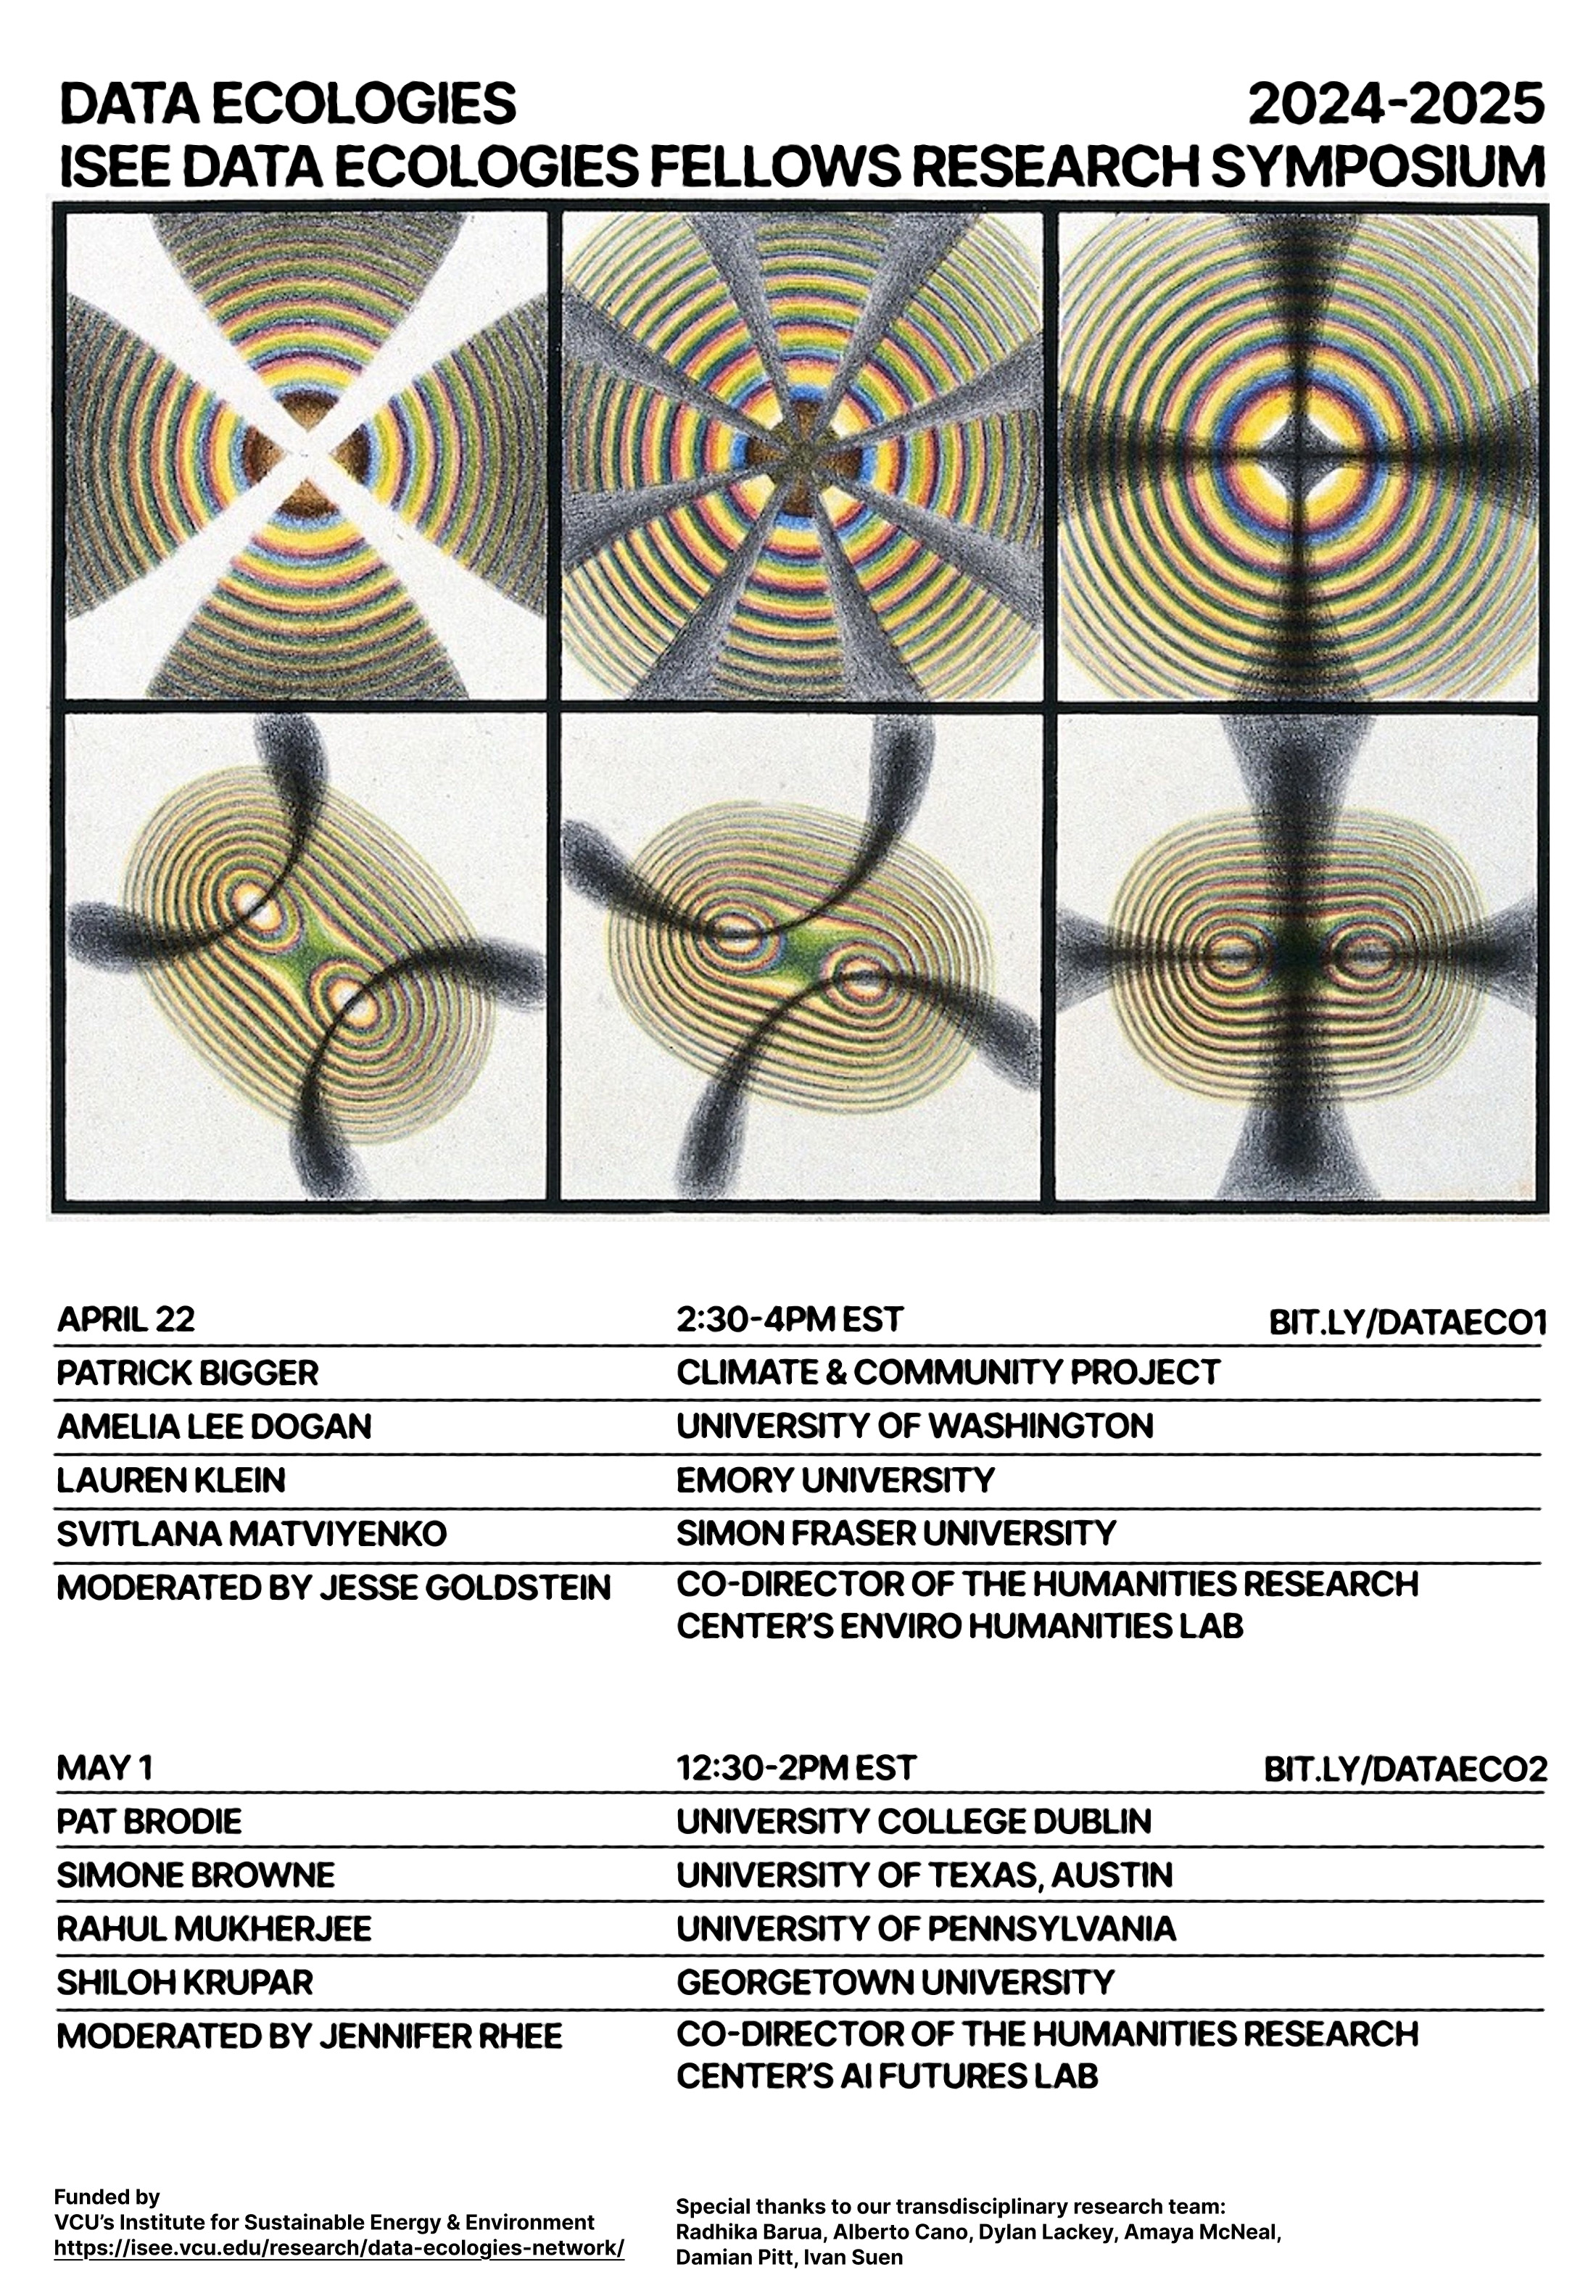 DATA ECOLOGIES 2024-2025
ISEE DATA ECOLOGIES FELLOWS RESEARCH SYMPOSIUM
APRIL 22 2:30-4PM EST BIT.LY/DATAECO1
PATRICK BIGGER CLIMATE & COMMUNITY PROJECT
AMELIA LEE DOGAN UNIVERSITY OF WASHINGTON
LAUREN KLEIN EMORY UNIVERSITY
SVITLANA MATVIYENKO SIMON FRASER UNIVERSITY
MODERATED BY JESSE GOLDSTEIN CO-DIRECTOR OF THE HUMANITIES RESEARCH
CENTER'S ENVIRO HUMANITIES LAB
MAY 1 12:30-2PM EST BIT.LY/DATAECO2
PAT BRODIE UNIVERSITY COLLEGE DUBLIN
SIMONE BROWNE UNIVERSITY OF TEXAS, AUSTIN
RAHUL MUKHERJEE UNIVERSITY OF PENNSYLVANIA
SHILOH KRUPAR GEORGETOWN UNIVERSITY
MODERATED BY JENNIFER RHEE CO-DIRECTOR OF THE HUMANITIES RESEARCH
CENTER'S AI FUTURES LAB
Funded by
VCU's Institute for Sustainable Energy & Environment
https://isee.vcu.edu/research/data-ecologies-network/
Special thanks to our transdisciplinary research team:
Radhika Barua, Alberto Cano, Dylan Lackey, Amaya McNeal,
Damian Pitt, Ivan Suen